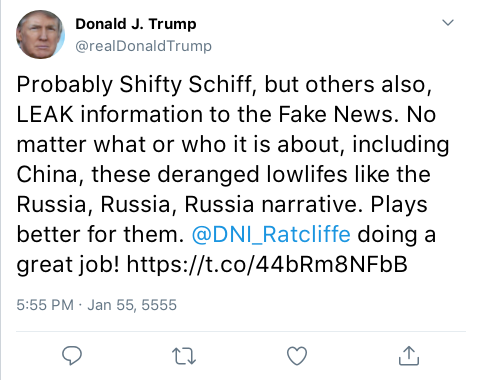 Donald J. Trump
@realDonaldTrump
Probably Shifty Schiff, but others also,
LEAK information to the Fake News. No
matter what or who it is about, including
China, these deranged lowlifes like the
Russia, Russia, Russia narrative. Plays
better for them. @DNI_Ratcliffe doing a
great job! https://t.co/44bRm8NFbB
5:55 PM · Jan 55, 5555